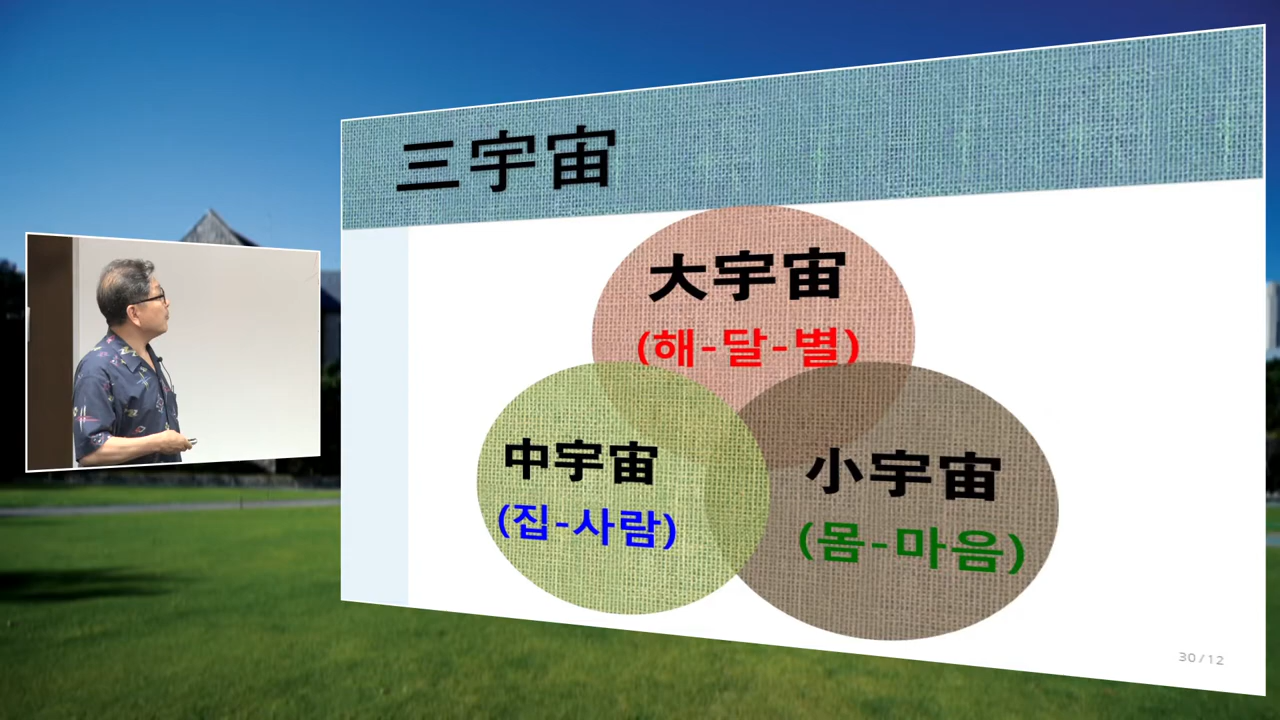 三宇宙
大宇宙
(해-달-별)
中宇宙
(집-사람)
小宇宙
(몸-마음)
30/12